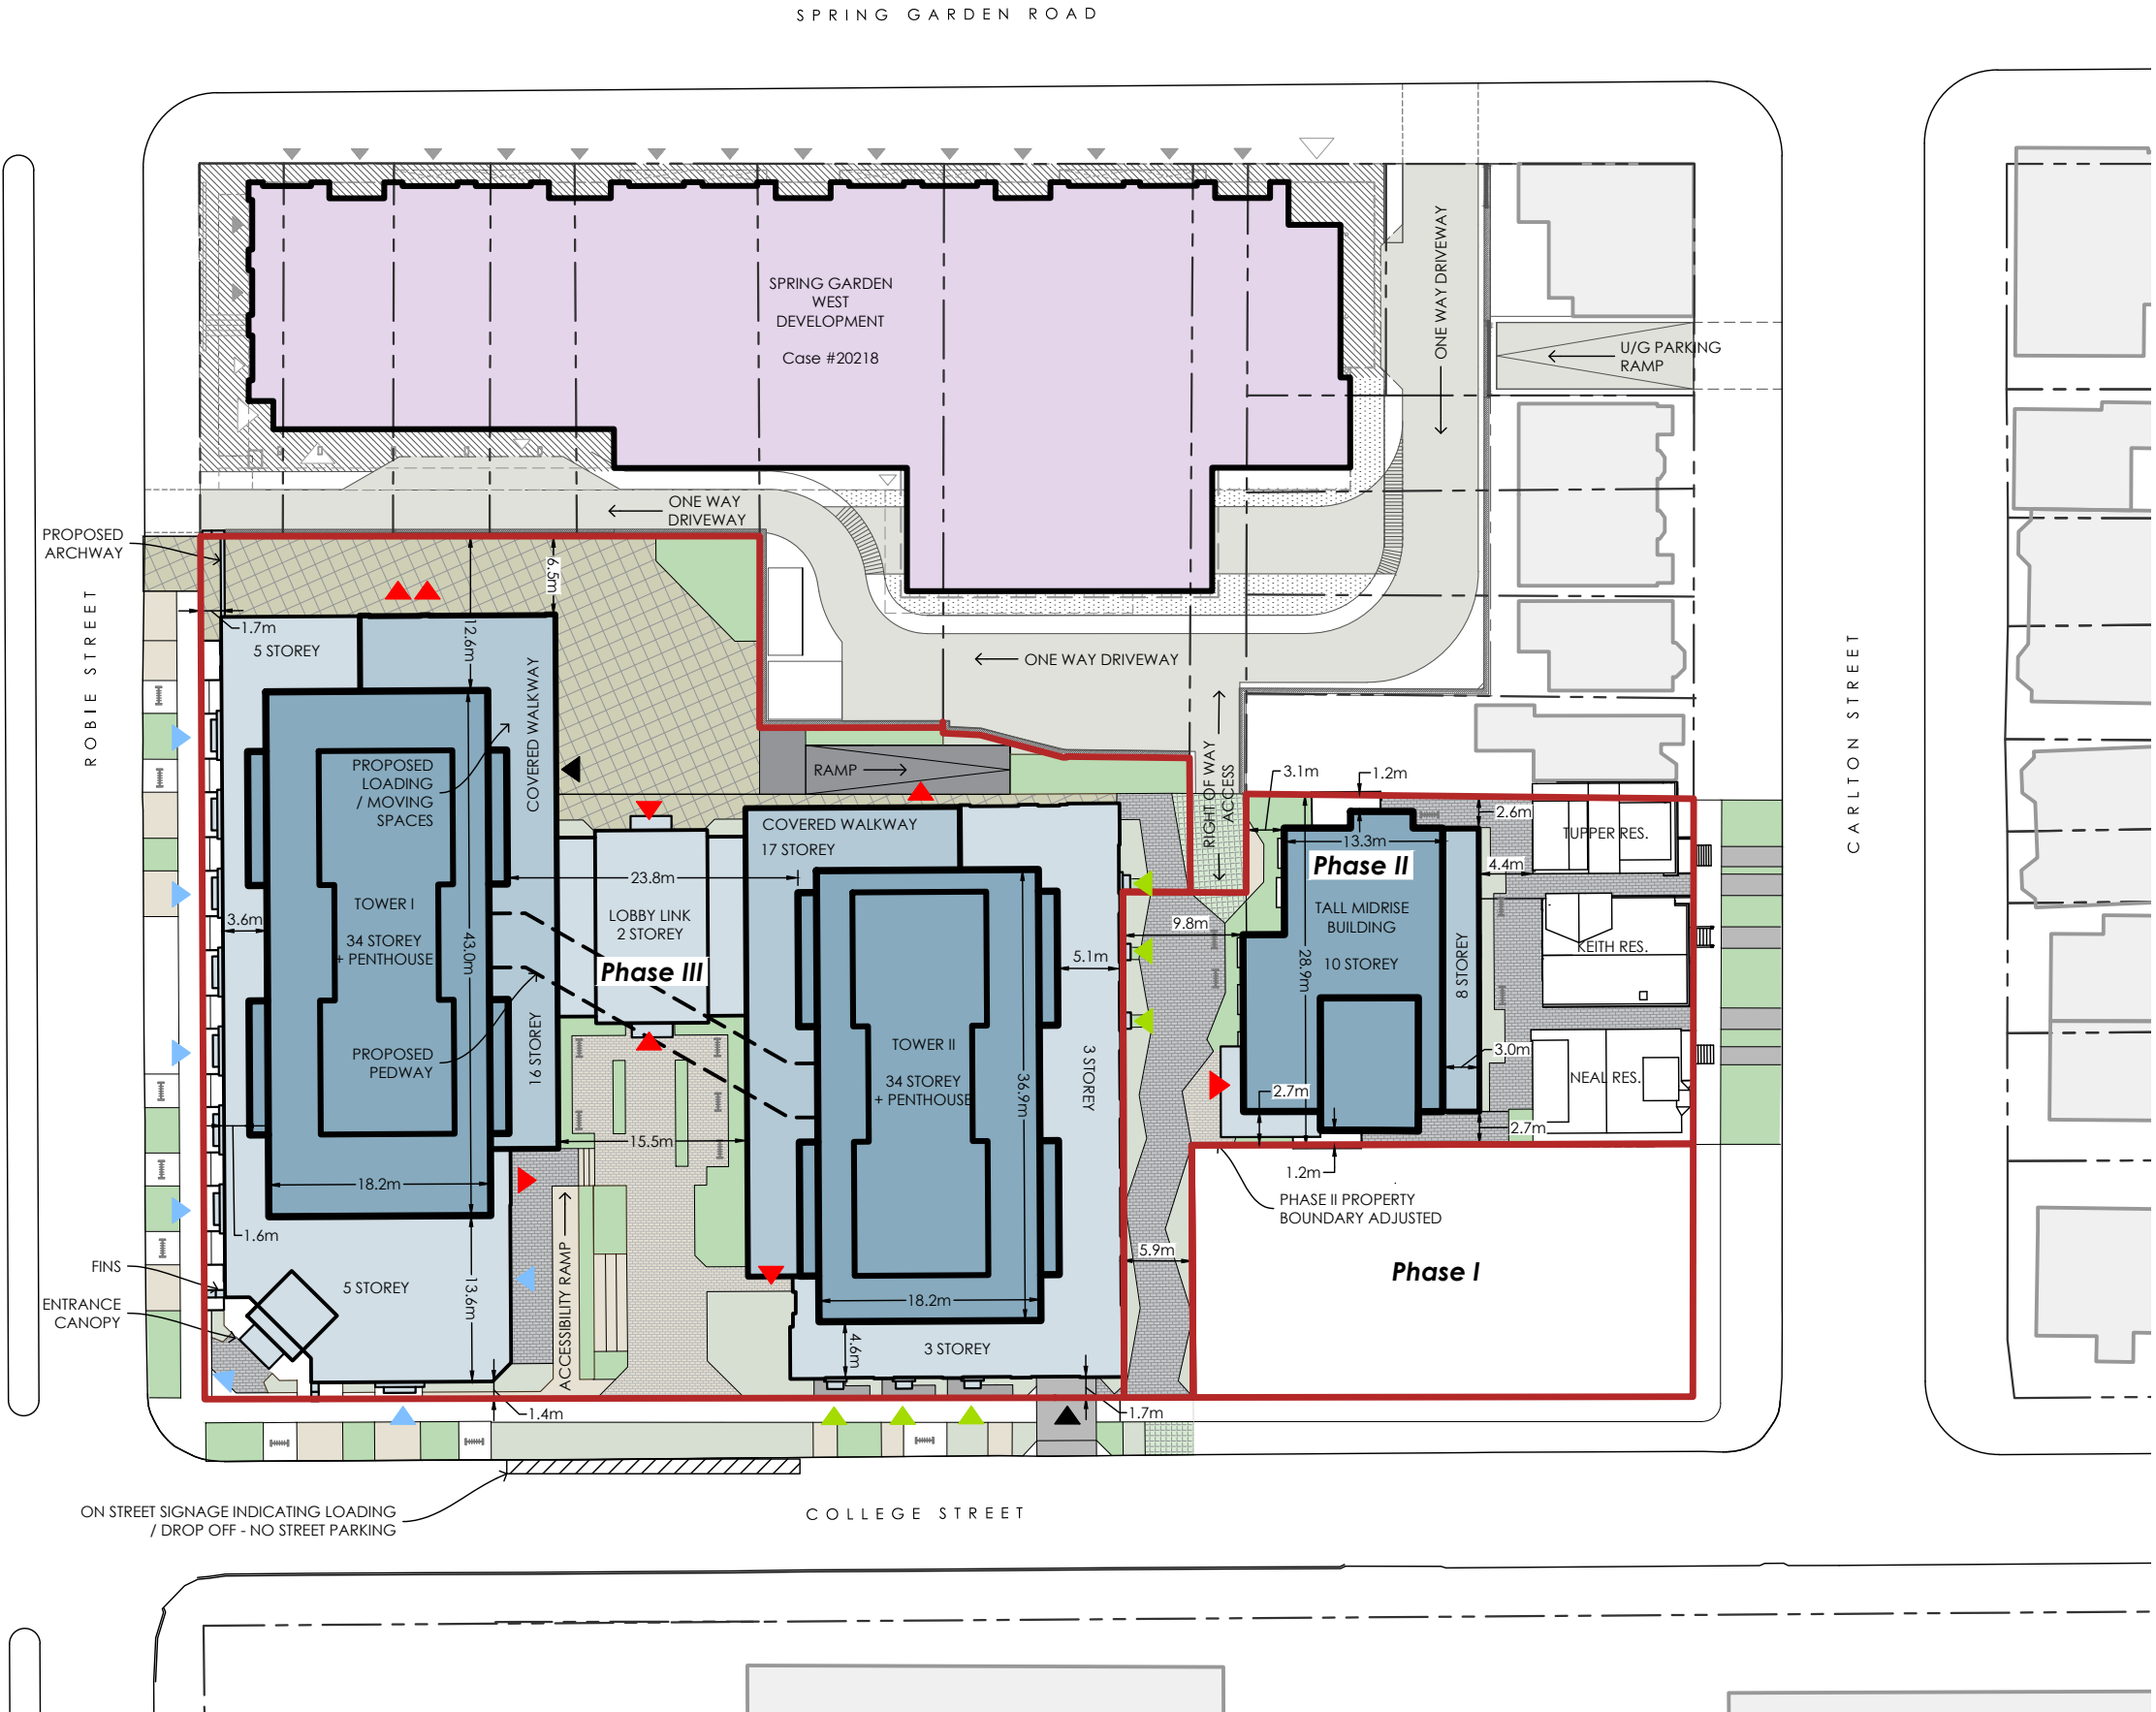 SPRING GARDEN ROAD
SPRING GARDEN
WEST
DEVELOPMENT
Case #20218
ONE WAY DRIVEWAY
U/G PARKING
RAMP
ONE WAY
DRIVEWAY
PROPOSED
ARCHWAY
ROBIE STREET
CARLTON STREET
6.5m
1.7m
5 STOREY
12.6m
COVERED WALKWAY
ONE WAY DRIVEWAY
PROPOSED
LOADING
/ MOVING
SPACES
RAMP
RIGHT OF WAY
ACCESS
3.1m
1.2m
2.6m
TUPPER RES.
COVERED WALKWAY
17 STOREY
13.3m
Phase II
4.4m
23.8m
TOWER I
34 STOREY
+ PENTHOUSE
3.6m
43.0m
LOBBY LINK
2 STOREY
Phase III
5.1m
9.8m
TALL MIDRISE
BUILDING
10 STOREY
28.9m
8 STOREY
KEITH RES.
16 STOREY
PROPOSED
PEDWAY
TOWER II
34 STOREY
+ PENTHOUSE
36.9m
3 STOREY
3.0m
NEAL RES.
2.7m
2.7m
15.5m
18.2m
1.2m
PHASE II PROPERTY
BOUNDARY ADJUSTED
1.6m
5.9m
Phase I
FINS
ENTRANCE
CANOPY
5 STOREY
13.6m
ACCESSIBILITY RAMP
18.2m
4.6m
3 STOREY
1.4m
1.7m
ON STREET SIGNAGE INDICATING LOADING
/ DROP OFF - NO STREET PARKING
COLLEGE STREET